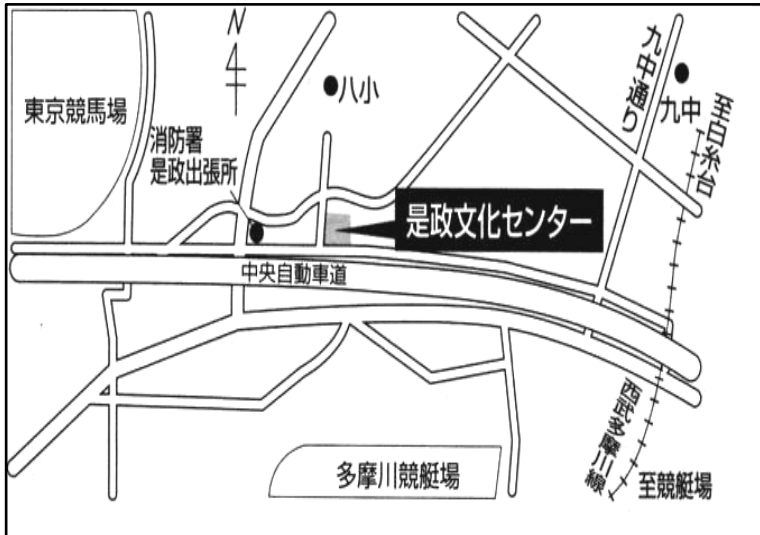 N
東京競馬場
八小
九中通り
九中
至白糸台
消防署
是政出張所
是政文化センター
中央自動車道
西武多摩川線
多摩川競艇場
至競艇場